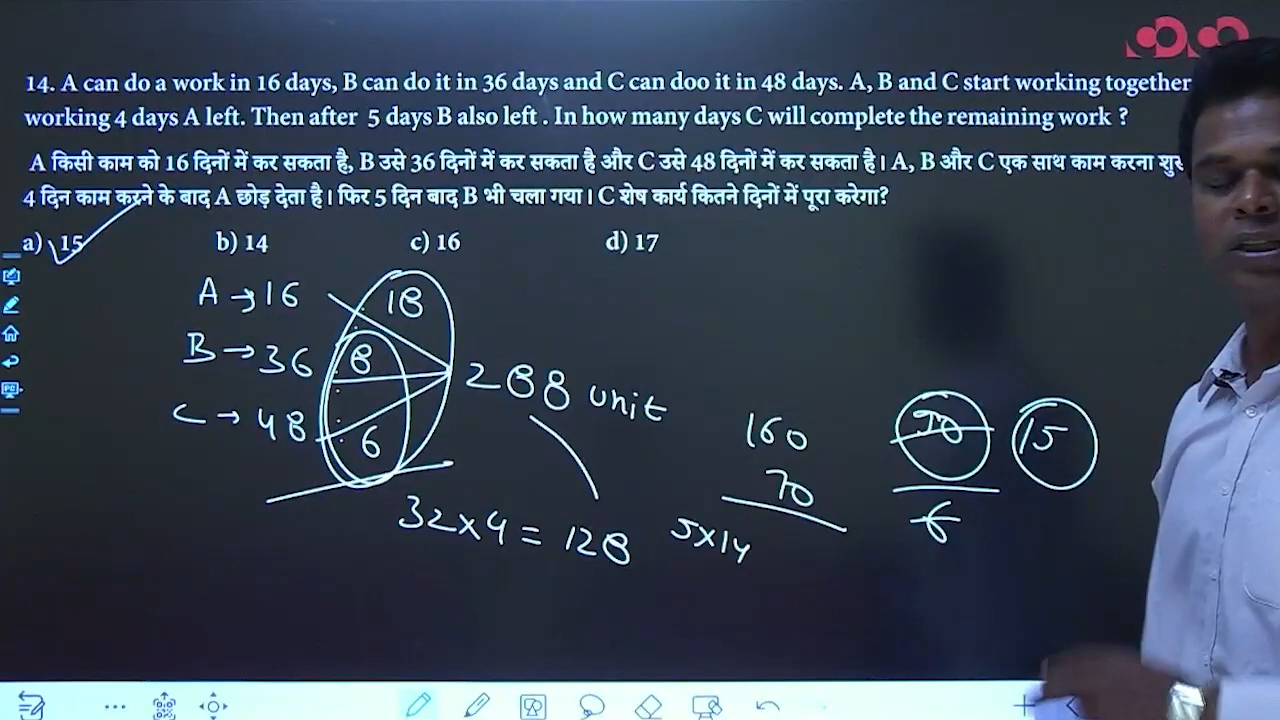 14. A can do a work in 16 days, B can do it in 36 days and C can doo it in 48 days. A, B and C start working together
working 4 days A left. Then after 5 days B also left . In how many days C will complete the remaining work ?
A किसी काम को 16 दिनों में कर सकता है, B उसे 36 दिनों में कर सकता है और C उसे 48 दिनों में कर सकता है। A, B और C एक साथ काम करना
4 दिन काम करने के बाद A छोड़ देता है। फिर 5 दिन बाद B भी चला गया। C शेष कार्य कितने दिनों में पूरा करेगा?
a) 15 b) 14 c) 16 d) 17
A → 16 18
B → 36 8 288 unit
C → 48 6
160
70
90 15
6
32×4 = 128 5×14